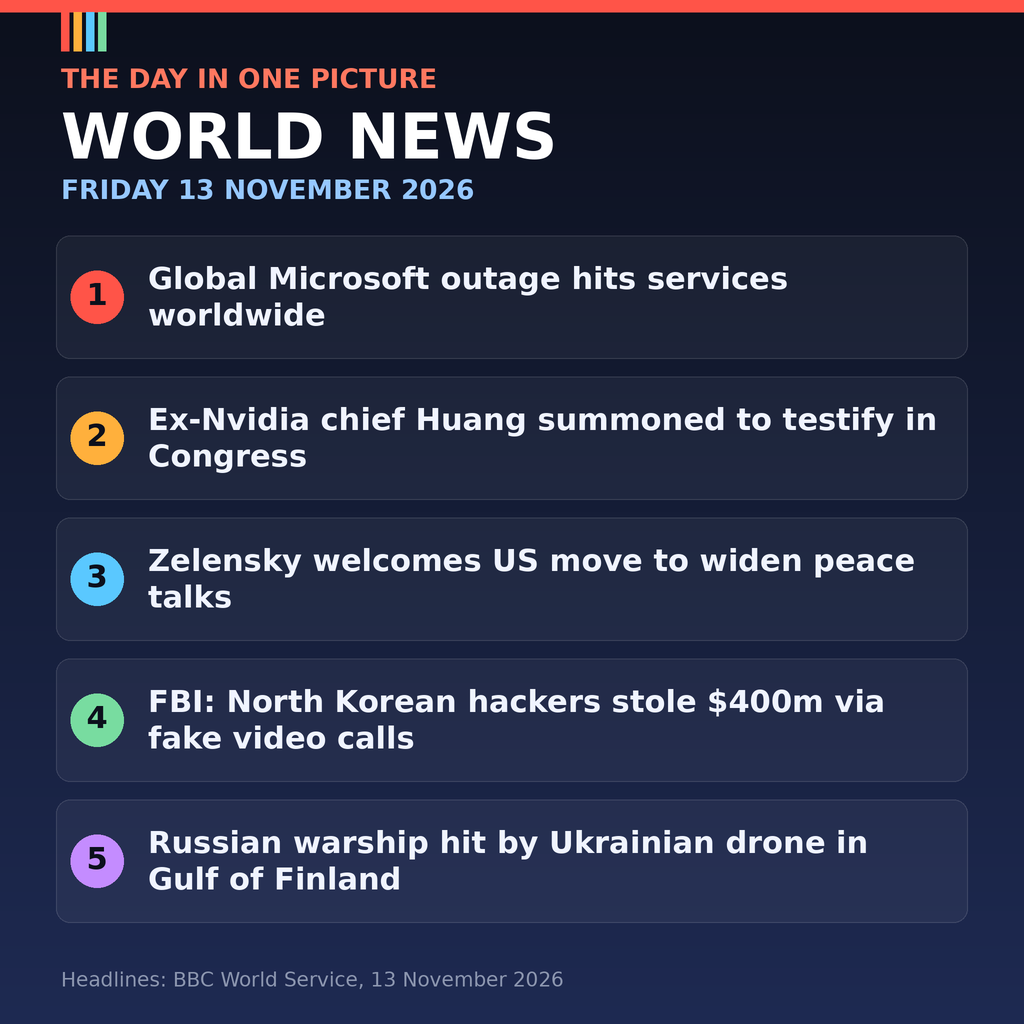 THE DAY IN ONE PICTURE
WORLD NEWS
FRIDAY 13 NOVEMBER 2026
1
Global Microsoft outage hits services
worldwide
2
Ex-Nvidia chief Huang summoned to testify in
Congress
3
Zelensky welcomes US move to widen peace
talks
4
FBI: North Korean hackers stole $400m via
fake video calls
5
Russian warship hit by Ukrainian drone in
Gulf of Finland
Headlines: BBC World Service, 13 November 2026